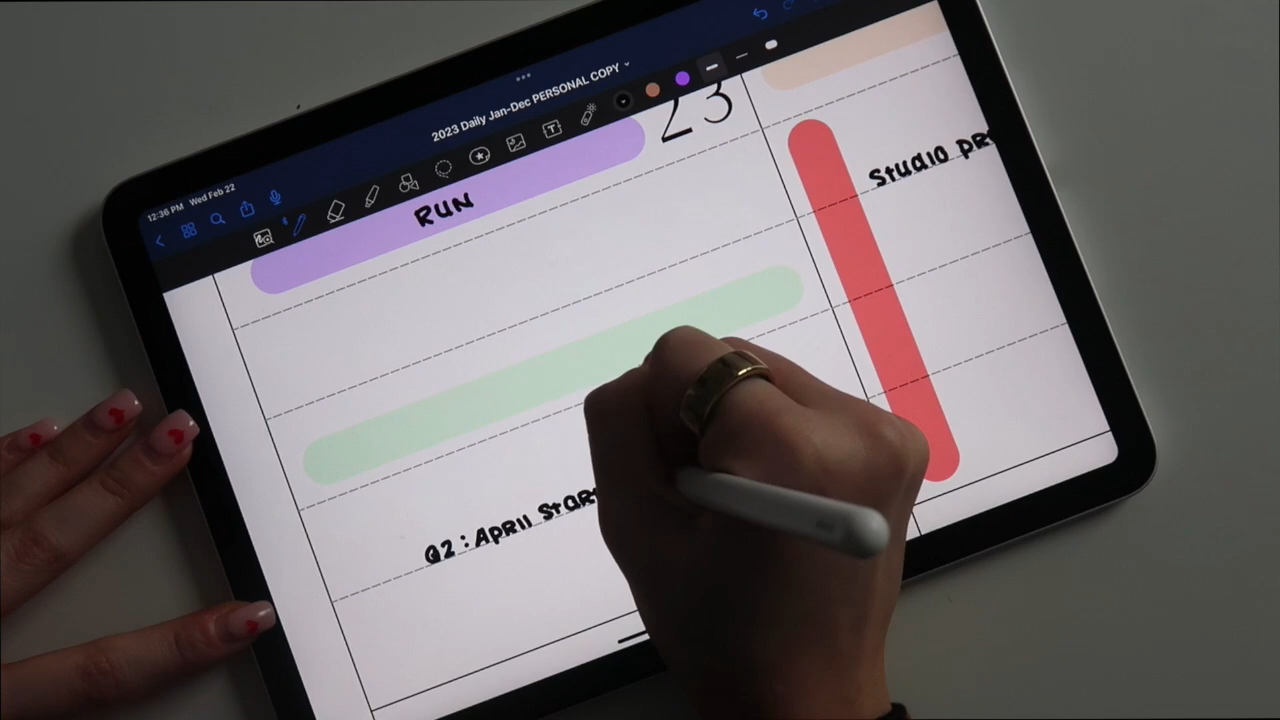 12:36 PM Wed Feb 22
2023 Daily Jan-Dec PERSONAL COPY
T
23
RUN
STUDIO
Q2: APRIL